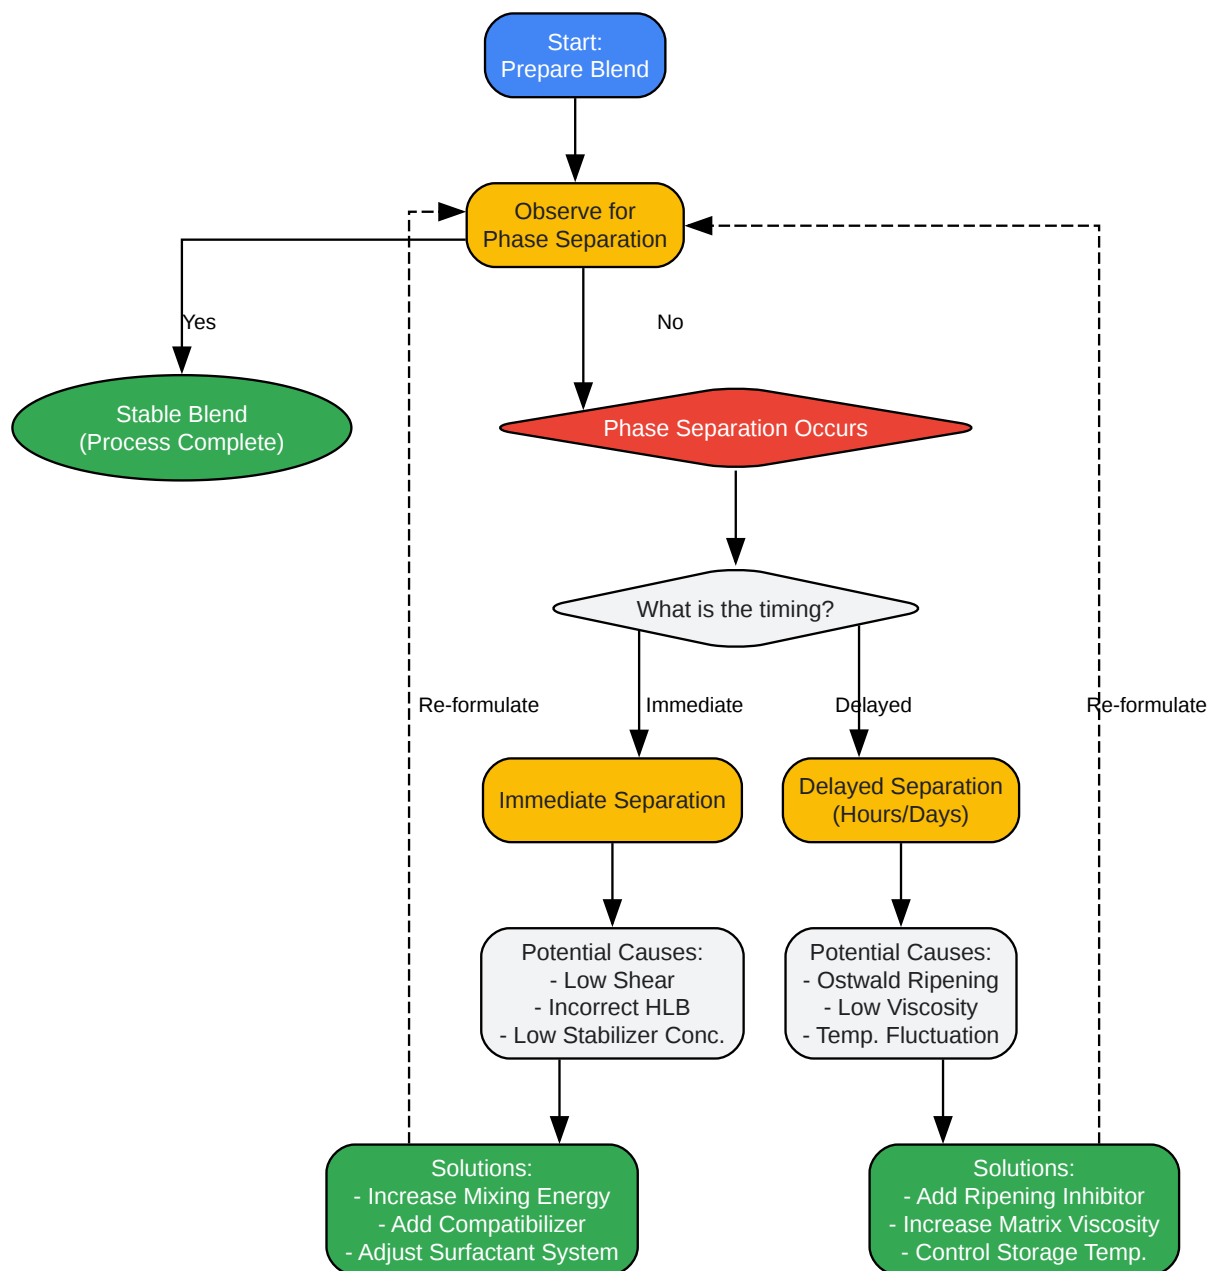 Start:
Prepare Blend
Observe for
Phase Separation
Yes
No
Stable Blend
(Process Complete)
Phase Separation Occurs
What is the timing?
Re-formulate
Immediate
Delayed
Re-formulate
Immediate Separation
Delayed Separation
(Hours/Days)
Potential Causes:
- Low Shear
- Incorrect HLB
- Low Stabilizer Conc.
Potential Causes:
- Ostwald Ripening
- Low Viscosity
- Temp. Fluctuation
Solutions:
- Increase Mixing Energy
- Add Compatibilizer
- Adjust Surfactant System
Solutions:
- Add Ripening Inhibitor
- Increase Matrix Viscosity
- Control Storage Temp.